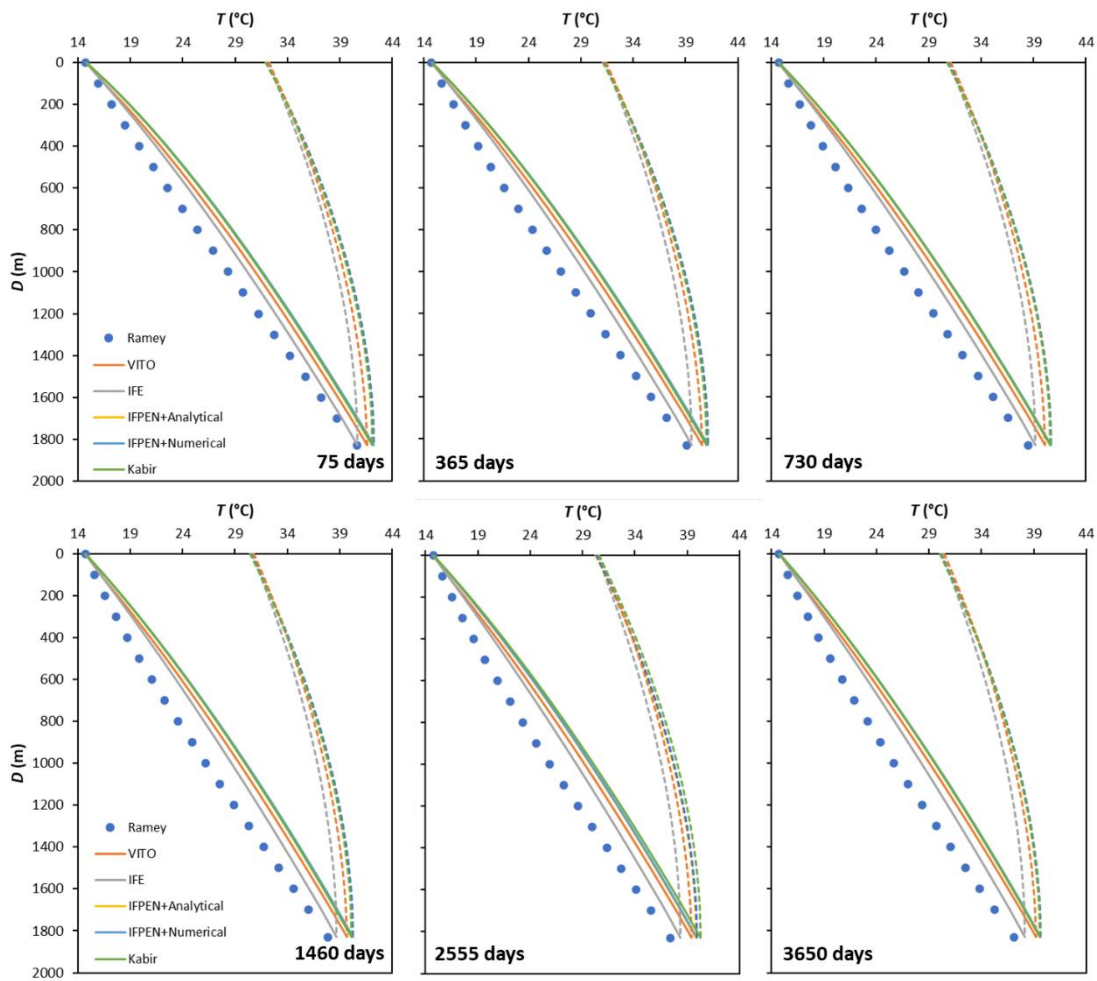 T (°C) T (°C) T (°C)
14 19 24 29 34 39 44 14 19 24 29 34 39 44 14 19 24 29 34 39 44
0
200
400
600
800
1000
1200
1400
1600
1800
2000
D (m)
Ramey
VITO
IFE
IFPEN+Analytical
IFPEN+Numerical
Kabir
75 days 365 days 730 days
T (°C) T (°C) T (°C)
14 19 24 29 34 39 44 14 19 24 29 34 39 44 14 19 24 29 34 39 44
0
200
400
600
800
1000
1200
1400
1600
1800
2000
D (m)
Ramey
VITO
IFE
IFPEN+Analytical
IFPEN+Numerical
Kabir
1460 days 2555 days 3650 days